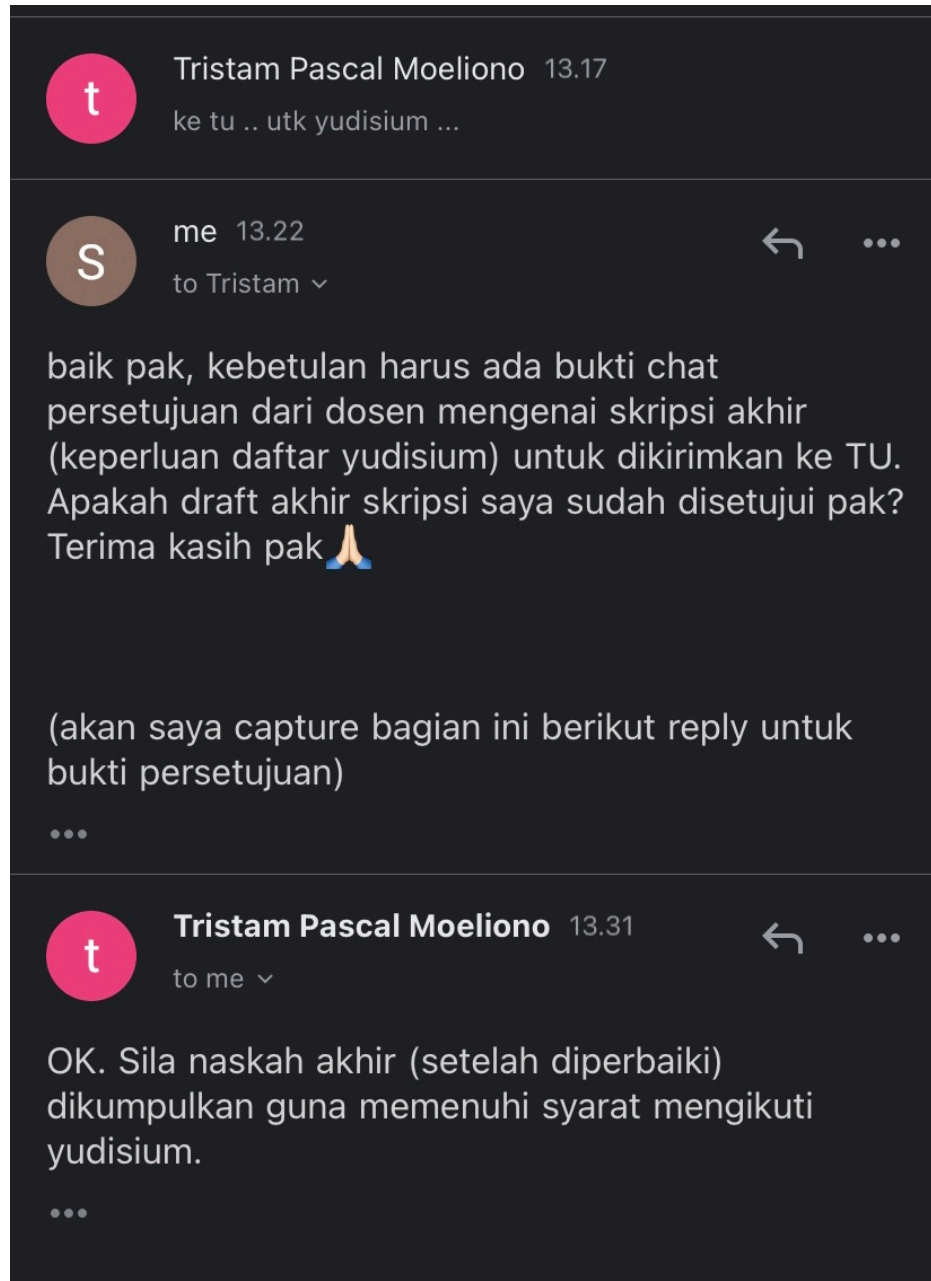 t
Tristam Pascal Moeliono 13.17
ke tu .. utk yudisium ...
S
me 13.22
to Tristam
baik pak, kebetulan harus ada bukti chat
persetujuan dari dosen mengenai skripsi akhir
(keperluan daftar yudisium) untuk dikirimkan ke TU.
Apakah draft akhir skripsi saya sudah disetujui pak?
Terima kasih pak🙏🏻
(akan saya capture bagian ini berikut reply untuk
bukti persetujuan)
t
Tristam Pascal Moeliono 13.31
to me
OK. Sila naskah akhir (setelah diperbaiki)
dikumpulkan guna memenuhi syarat mengikuti
yudisium.